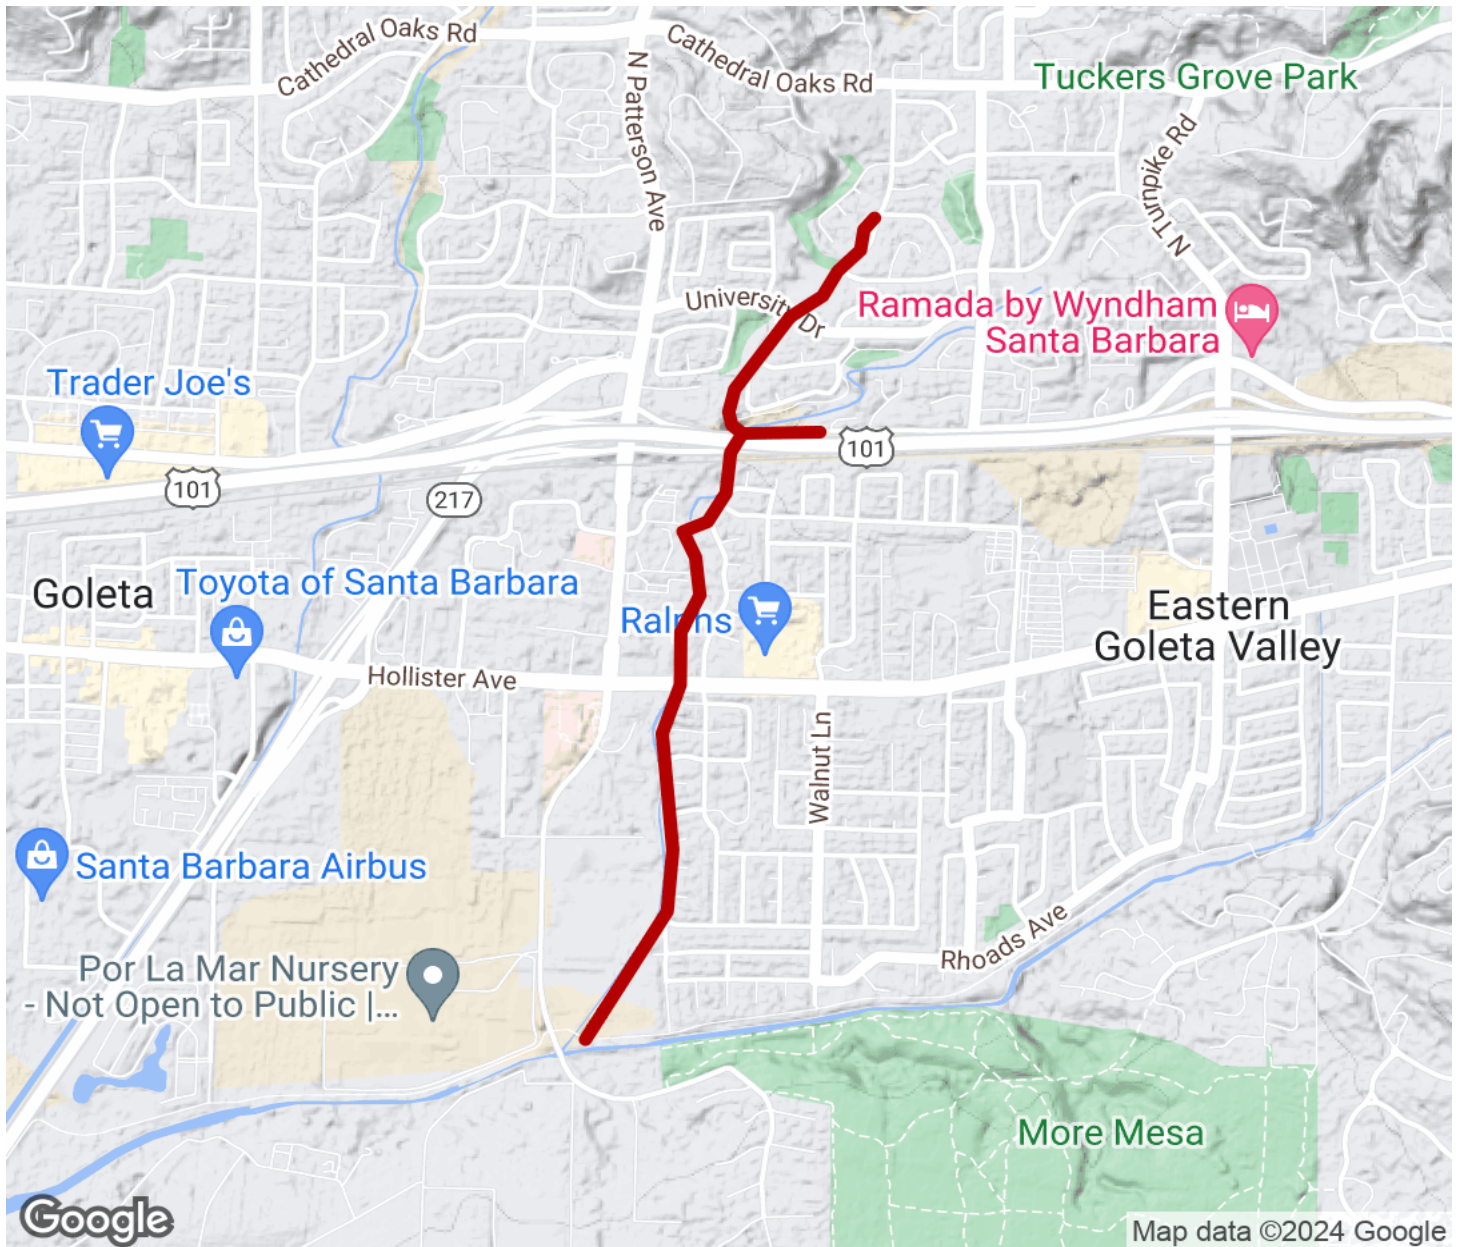 Cathedral Oaks Rd
Cathedral Oaks Rd
Tuckers Grove Park
N Patterson Ave
N Turnpike Rd
University Dr
Ramada by Wyndham
Santa Barbara
Trader Joe's
101
101
217
Goleta
Toyota of Santa Barbara
Ralphs
Eastern
Goleta Valley
Hollister Ave
Walnut Ln
Santa Barbara Airbus
Rhoads Ave
Por La Mar Nursery
- Not Open to Public |...
More Mesa
Google
Map data ©2024 Google